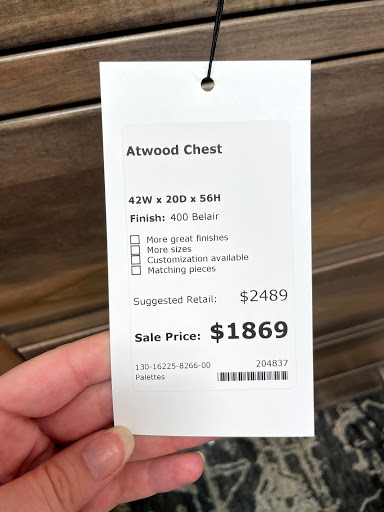 Atwood Chest
42W x 20D x 56H
Finish: 400 Belair
More great finishes
More sizes
Customization available
Matching pieces
Suggested Retail: $2489
Sale Price: $1869
130-16225-8266-00 204837
Palettes